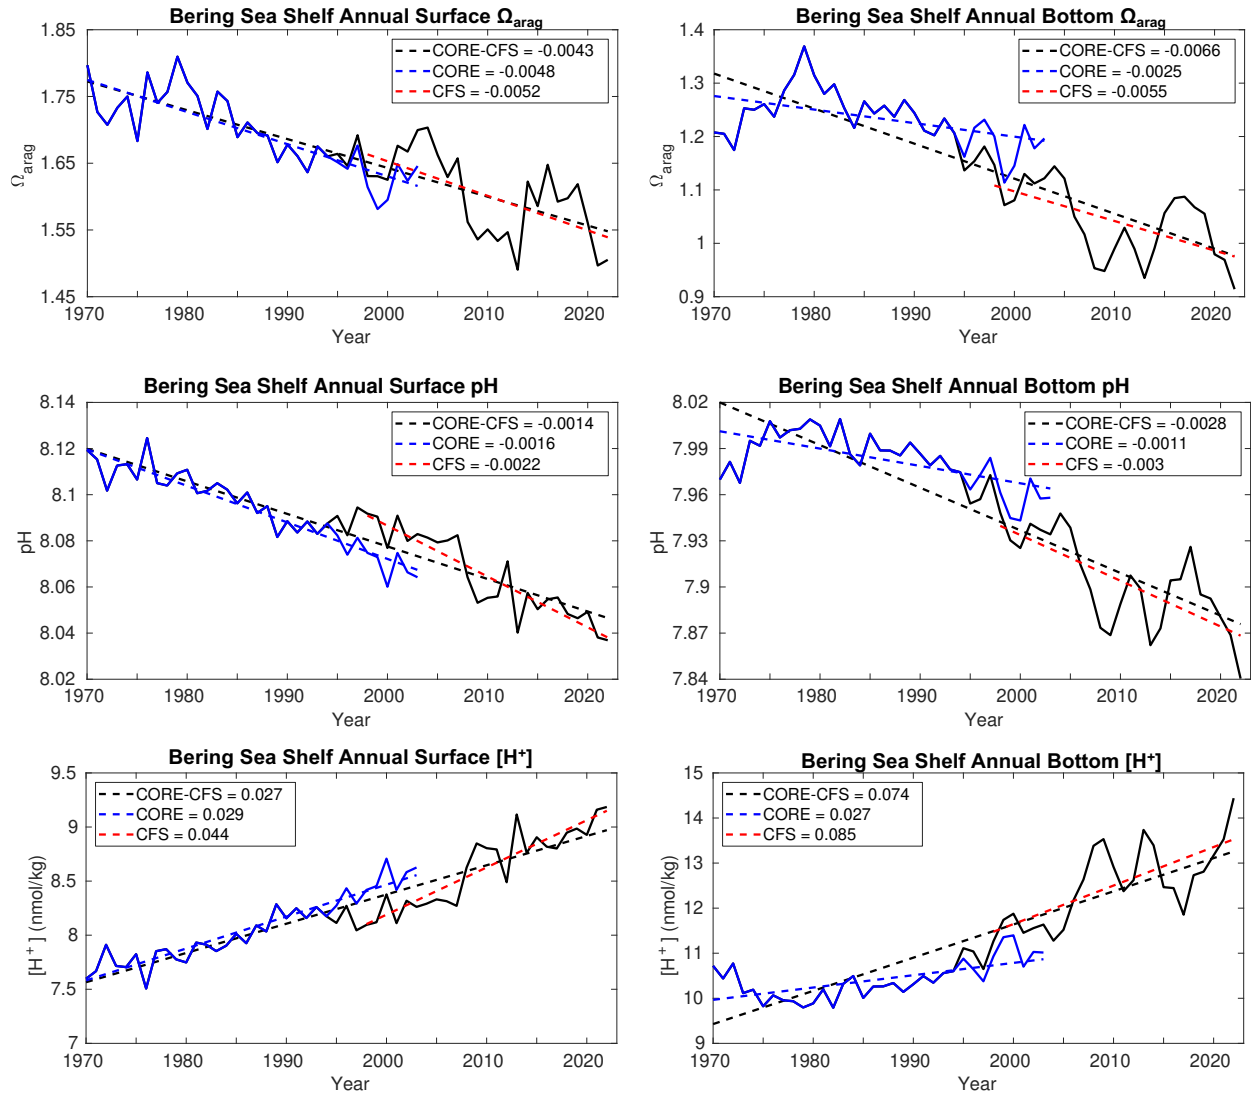 Bering Sea Shelf Annual Surface Ωarag
1.85
1.75
1.65
1.55
1.45
Ωarag
CORE-CFS = -0.0043
CORE = -0.0048
CFS = -0.0052
1970 1980 1990 2000 2010 2020
Year
Bering Sea Shelf Annual Bottom Ωarag
1.4
1.3
1.2
1.1
1
0.9
Ωarag
CORE-CFS = -0.0066
CORE = -0.0025
CFS = -0.0055
1970 1980 1990 2000 2010 2020
Year
Bering Sea Shelf Annual Surface pH
8.14
8.12
8.1
8.08
8.06
8.04
8.02
pH
CORE-CFS = -0.0014
CORE = -0.0016
CFS = -0.0022
1970 1980 1990 2000 2010 2020
Year
Bering Sea Shelf Annual Bottom pH
8.02
7.99
7.96
7.93
7.9
7.87
7.84
pH
CORE-CFS = -0.0028
CORE = -0.0011
CFS = -0.003
1970 1980 1990 2000 2010 2020
Year
Bering Sea Shelf Annual Surface [H⁺]
9.5
9
8.5
8
7.5
7
[H⁺] (nmol/kg)
CORE-CFS = 0.027
CORE = 0.029
CFS = 0.044
1970 1980 1990 2000 2010 2020
Year
Bering Sea Shelf Annual Bottom [H⁺]
15
14
13
12
11
10
9
[H⁺] (nmol/kg)
CORE-CFS = 0.074
CORE = 0.027
CFS = 0.085
1970 1980 1990 2000 2010 2020
Year